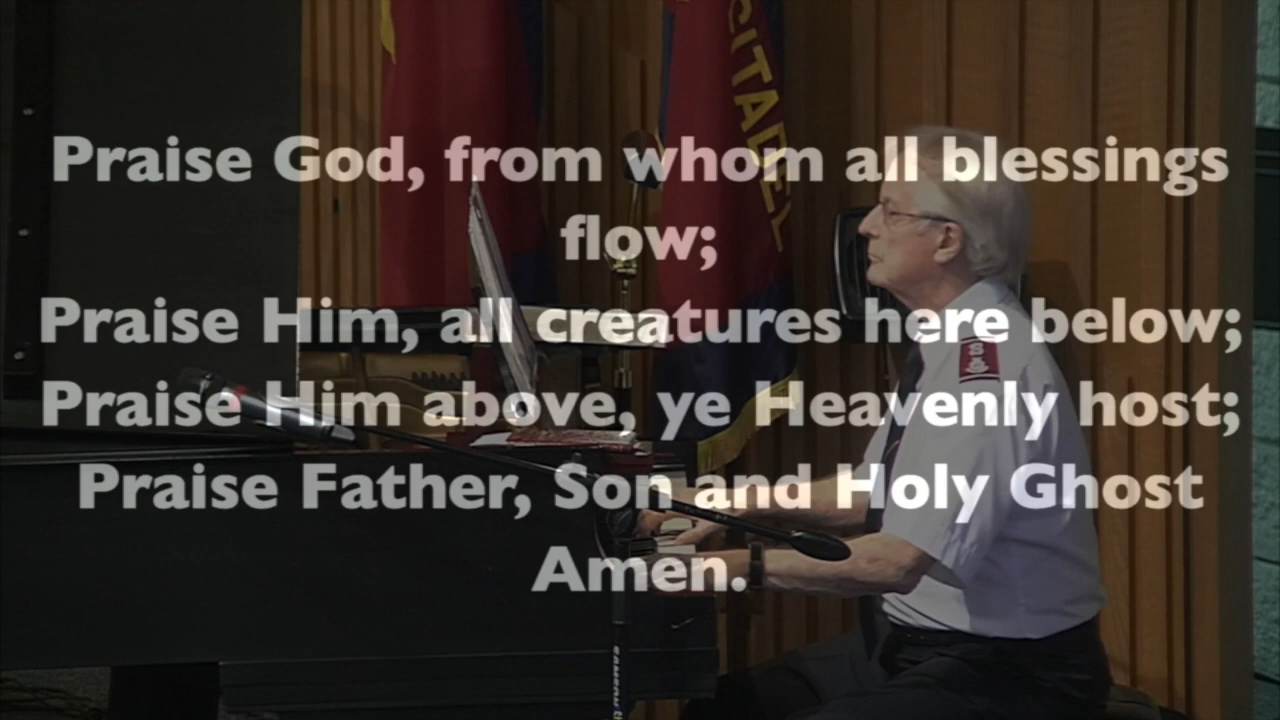 CITADEL
Praise God, from whom all blessings
flow;
Praise Him, all creatures here below;
Praise Him above, ye Heavenly host;
Praise Father, Son and Holy Ghost
Amen.
S